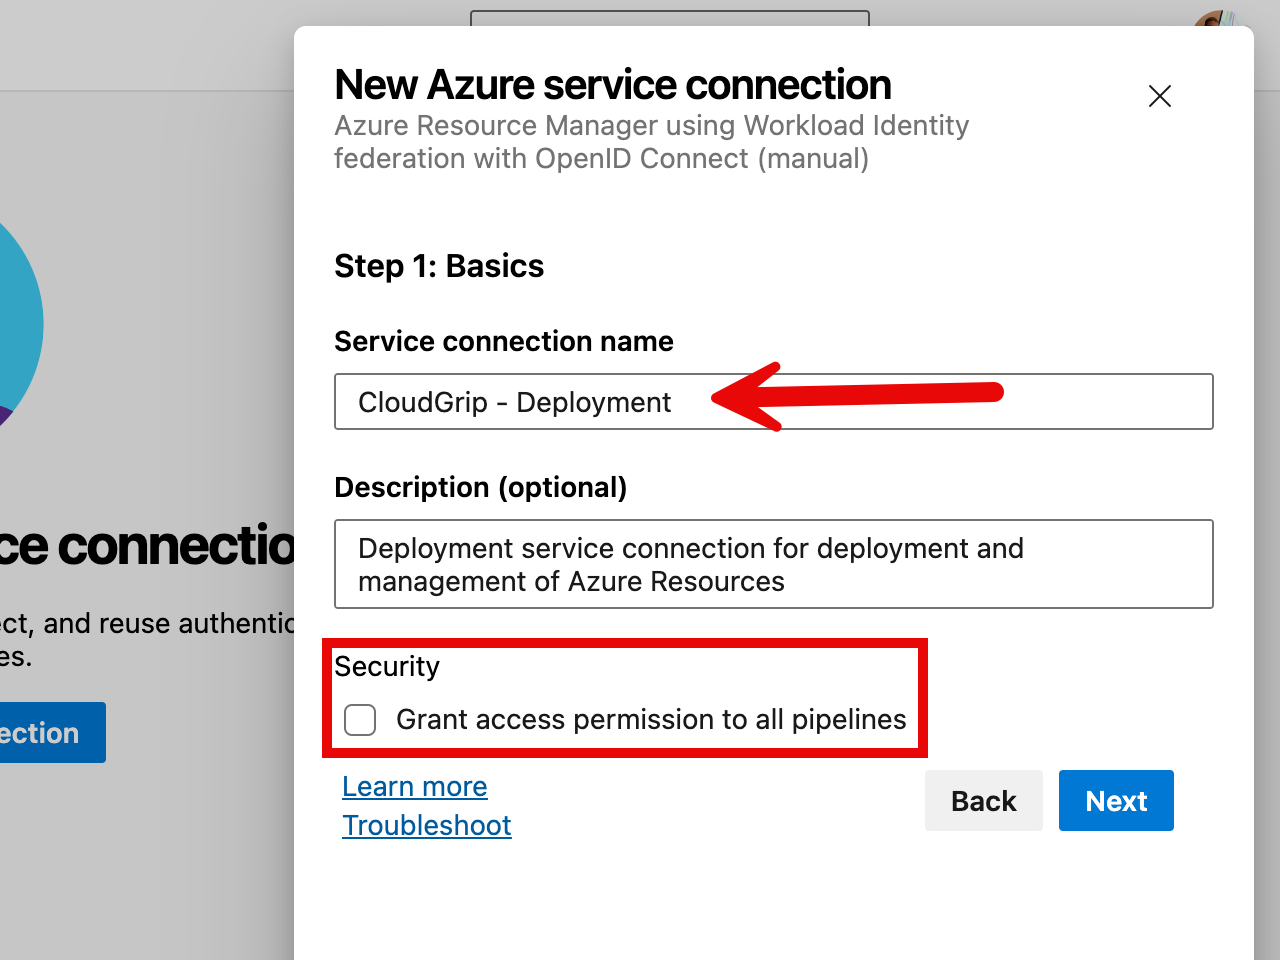 New Azure service connection
Azure Resource Manager using Workload Identity
federation with OpenID Connect (manual)
Step 1: Basics
Service connection name
CloudGrip - Deployment
Description (optional)
Deployment service connection for deployment and
management of Azure Resources
Security
Grant access permission to all pipelines
Learn more
Troubleshoot
Back
Next
ce connectio
ct, and reuse authentic
es.
ection